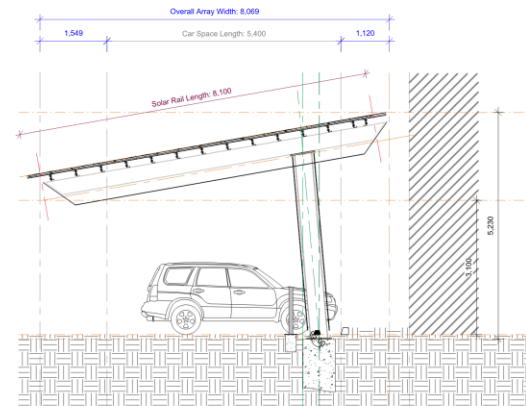 Overall Array Width: 8,069
1,549
Car Space Length: 5,400
1,120
Solar Rail Length: 8,100
5,230
3,100